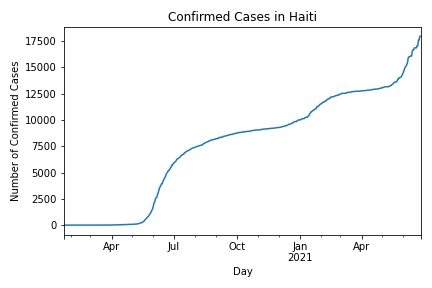 Confirmed Cases in Haiti
17500
15000
12500
10000
7500
5000
2500
0
Number of Confirmed Cases
Apr
Jul
Oct
Jan
2021
Apr
Day